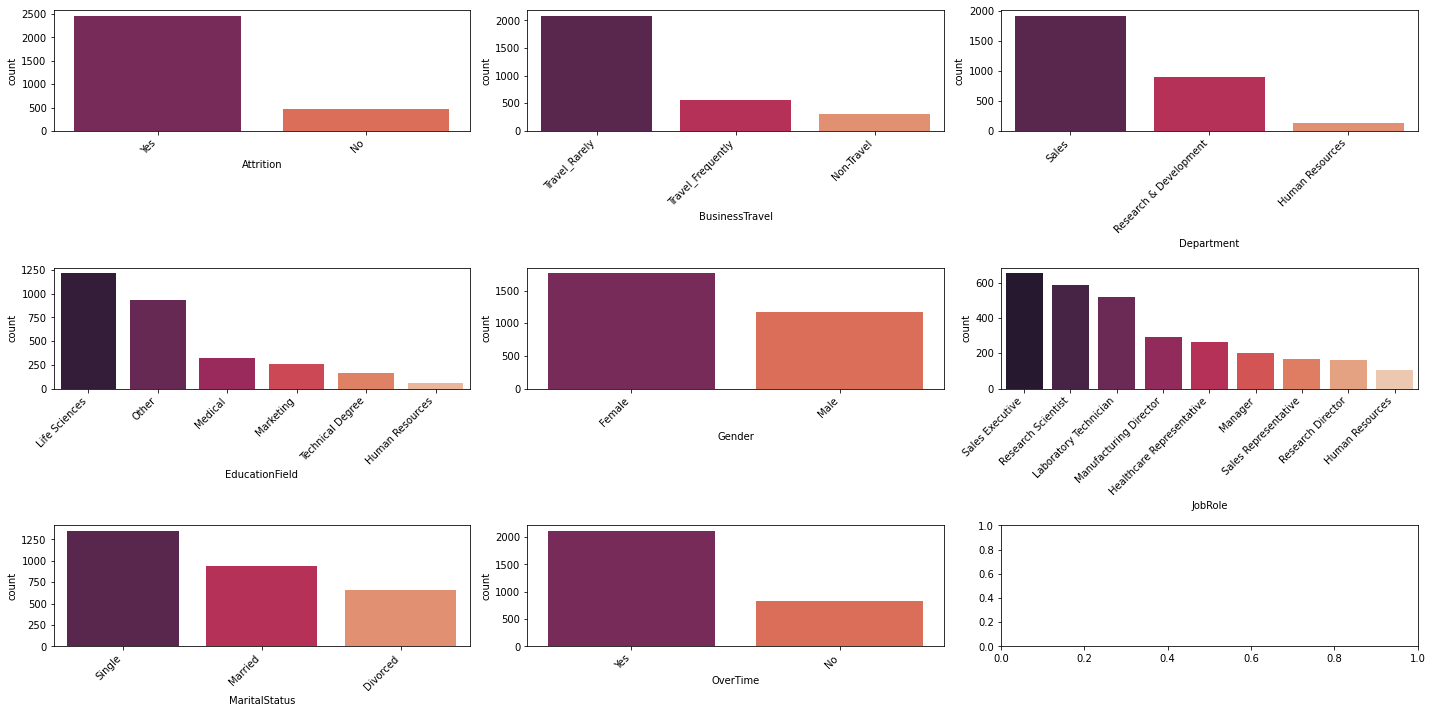 2500
2000
1500
1000
500
0
count
Yes
No
Attrition
2000
1500
1000
500
0
count
Travel_Rarely
Travel_Frequently
Non-Travel
BusinessTravel
2000
1500
1000
500
0
count
Sales
Research & Development
Human Resources
Department
1250
1000
750
500
250
0
count
Life Sciences
Other
Medical
Marketing
Technical Degree
Human Resources
EducationField
1500
1000
500
0
count
Female
Male
Gender
600
400
200
0
count
Sales Executive
Research Scientist
Laboratory Technician
Manufacturing Director
Healthcare Representative
Manager
Sales Representative
Research Director
Human Resources
JobRole
1250
1000
750
500
250
0
count
Single
Married
Divorced
MaritalStatus
2000
1500
1000
500
0
count
Yes
No
OverTime
1.0
0.8
0.6
0.4
0.2
0.0
0.0 0.2 0.4 0.6 0.8 1.0